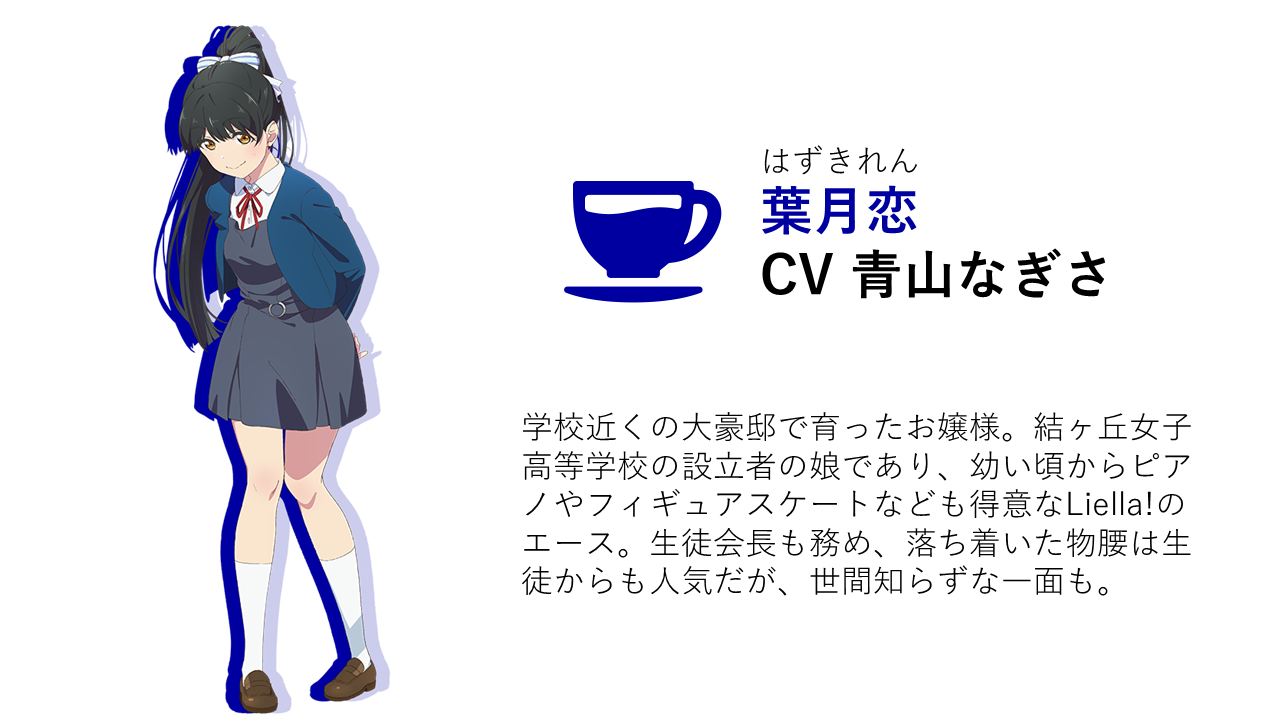 はずきれん
葉月恋
CV 青山なぎさ
学校近くの大豪邸で育ったお嬢様。結ヶ丘女子
高等学校の設立者の娘であり、幼い頃からピア
ノやフィギュアスケートなども得意なLiella!の
エース。生徒会長も務め、落ち着いた物腰は生
徒からも人気だが、世間知らずな一面も。